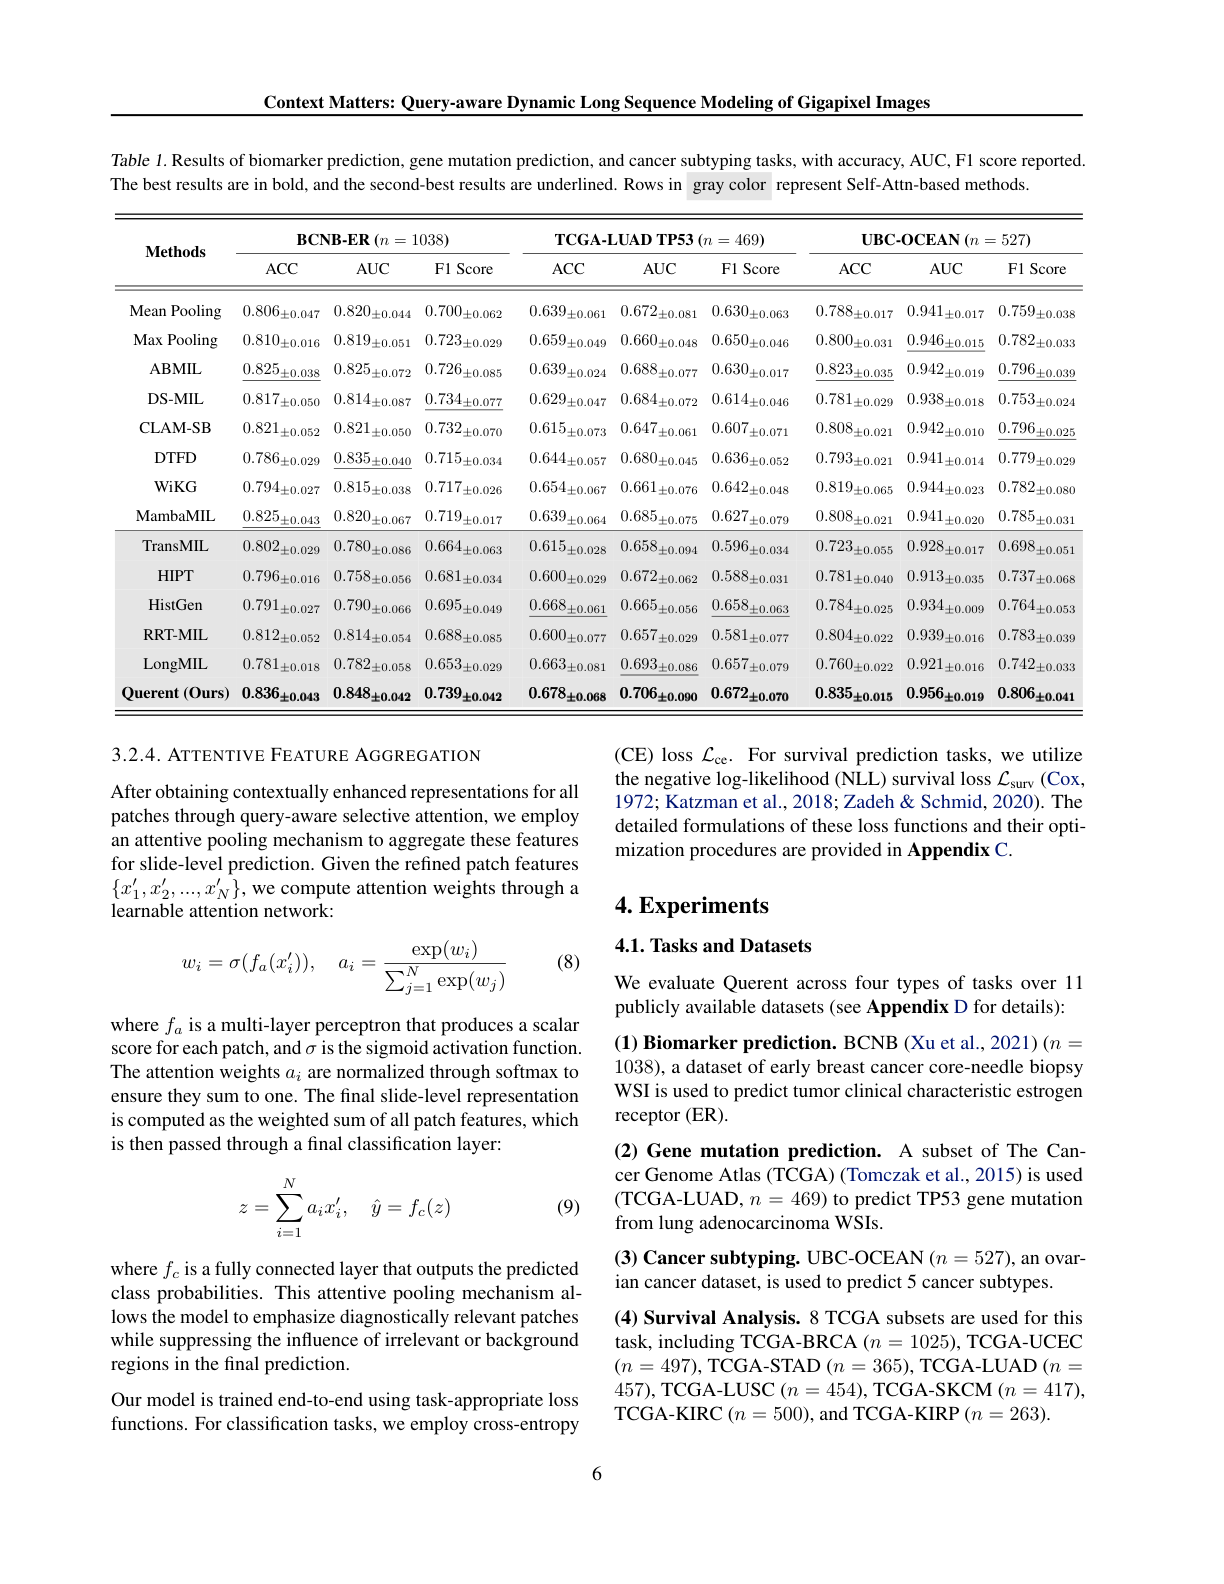 Context Matters: Query-aware Dynamic Long Sequence Modeling of Gigapixel Images
Table 1. Results of biomarker prediction, gene mutation prediction, and cancer subtyping tasks, with accuracy, AUC, F1 score reported.
The best results are in bold, and the second-best results are underlined. Rows in gray color represent Self-Attn-based methods.
Methods BCNB-ER (n = 1038) TCGA-LUAD TP53 (n = 469) UBC-OCEAN (n = 527)
ACC AUC F1 Score ACC AUC F1 Score ACC AUC F1 Score
Mean Pooling 0.806±0.047 0.820±0.044 0.700±0.062 0.639±0.061 0.672±0.081 0.630±0.063 0.788±0.017 0.941±0.017 0.759±0.038
Max Pooling 0.810±0.016 0.819±0.051 0.723±0.029 0.659±0.049 0.660±0.048 0.650±0.046 0.800±0.031 0.946±0.015 0.782±0.033
ABMIL 0.825±0.038 0.825±0.072 0.726±0.085 0.639±0.024 0.688±0.077 0.630±0.017 0.823±0.035 0.942±0.019 0.796±0.039
DS-MIL 0.817±0.050 0.814±0.087 0.734±0.077 0.629±0.047 0.684±0.072 0.614±0.046 0.781±0.029 0.938±0.018 0.753±0.024
CLAM-SB 0.821±0.052 0.821±0.050 0.732±0.070 0.615±0.073 0.647±0.061 0.607±0.071 0.808±0.021 0.942±0.010 0.796±0.025
DTFD 0.786±0.029 0.835±0.040 0.715±0.034 0.644±0.057 0.680±0.045 0.636±0.052 0.793±0.021 0.941±0.014 0.779±0.029
WiKG 0.794±0.027 0.815±0.038 0.717±0.026 0.654±0.067 0.661±0.076 0.642±0.048 0.819±0.065 0.944±0.023 0.782±0.080
MambaMIL 0.825±0.043 0.820±0.067 0.719±0.017 0.639±0.064 0.685±0.075 0.627±0.079 0.808±0.021 0.941±0.020 0.785±0.031
TransMIL 0.802±0.029 0.780±0.086 0.664±0.063 0.615±0.028 0.658±0.094 0.596±0.034 0.723±0.055 0.928±0.017 0.698±0.051
HIPT 0.796±0.016 0.758±0.056 0.681±0.034 0.600±0.029 0.672±0.062 0.588±0.031 0.781±0.040 0.913±0.035 0.737±0.068
HistGen 0.791±0.027 0.790±0.066 0.695±0.049 0.668±0.061 0.665±0.056 0.658±0.063 0.784±0.025 0.934±0.009 0.764±0.053
RRT-MIL 0.812±0.052 0.814±0.054 0.688±0.085 0.600±0.077 0.657±0.029 0.581±0.077 0.804±0.022 0.939±0.016 0.783±0.039
LongMIL 0.781±0.018 0.782±0.058 0.653±0.029 0.663±0.081 0.693±0.086 0.657±0.079 0.760±0.022 0.921±0.016 0.742±0.033
Querent (Ours) 0.836±0.043 0.848±0.042 0.739±0.042 0.678±0.068 0.706±0.090 0.672±0.070 0.835±0.015 0.956±0.019 0.806±0.041
3.2.4. ATTENTIVE FEATURE AGGREGATION
After obtaining contextually enhanced representations for all
patches through query-aware selective attention, we employ
an attentive pooling mechanism to aggregate these features
for slide-level prediction. Given the refined patch features
{x′1, x′2, ..., x′N}, we compute attention weights through a
learnable attention network:
wi = σ(fa(x′i)), ai = exp(wi) / ∑Nj=1 exp(wj) (8)
where fa is a multi-layer perceptron that produces a scalar
score for each patch, and σ is the sigmoid activation function.
The attention weights ai are normalized through softmax to
ensure they sum to one. The final slide-level representation
is computed as the weighted sum of all patch features, which
is then passed through a final classification layer:
z = ∑Ni=1 aix′i, ŷ = fc(z) (9)
where fc is a fully connected layer that outputs the predicted
class probabilities. This attentive pooling mechanism al-
lows the model to emphasize diagnostically relevant patches
while suppressing the influence of irrelevant or background
regions in the final prediction.
Our model is trained end-to-end using task-appropriate loss
functions. For classification tasks, we employ cross-entropy
(CE) loss Lce. For survival prediction tasks, we utilize
the negative log-likelihood (NLL) survival loss Lsurv (Cox,
1972; Katzman et al., 2018; Zadeh & Schmid, 2020). The
detailed formulations of these loss functions and their opti-
mization procedures are provided in Appendix C.
4. Experiments
4.1. Tasks and Datasets
We evaluate Querent across four types of tasks over 11
publicly available datasets (see Appendix D for details):
(1) Biomarker prediction. BCNB (Xu et al., 2021) (n =
1038), a dataset of early breast cancer core-needle biopsy
WSI is used to predict tumor clinical characteristic estrogen
receptor (ER).
(2) Gene mutation prediction. A subset of The Can-
cer Genome Atlas (TCGA) (Tomczak et al., 2015) is used
(TCGA-LUAD, n = 469) to predict TP53 gene mutation
from lung adenocarcinoma WSIs.
(3) Cancer subtyping. UBC-OCEAN (n = 527), an ovar-
ian cancer dataset, is used to predict 5 cancer subtypes.
(4) Survival Analysis. 8 TCGA subsets are used for this
task, including TCGA-BRCA (n = 1025), TCGA-UCEC
(n = 497), TCGA-STAD (n = 365), TCGA-LUAD (n =
457), TCGA-LUSC (n = 454), TCGA-SKCM (n = 417),
TCGA-KIRC (n = 500), and TCGA-KIRP (n = 263).
6